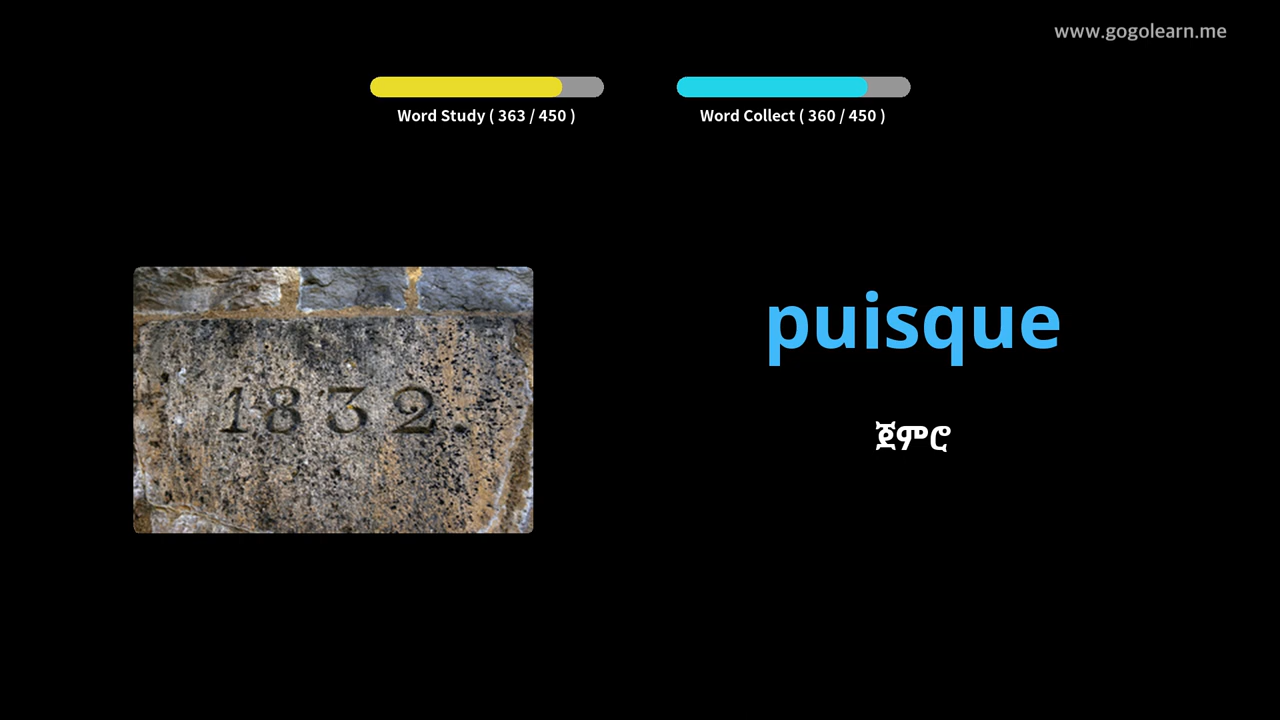 www.gogolearn.me
Word Study ( 363 / 450 )
Word Collect ( 360 / 450 )
1832.
puisque
ጀምሮ